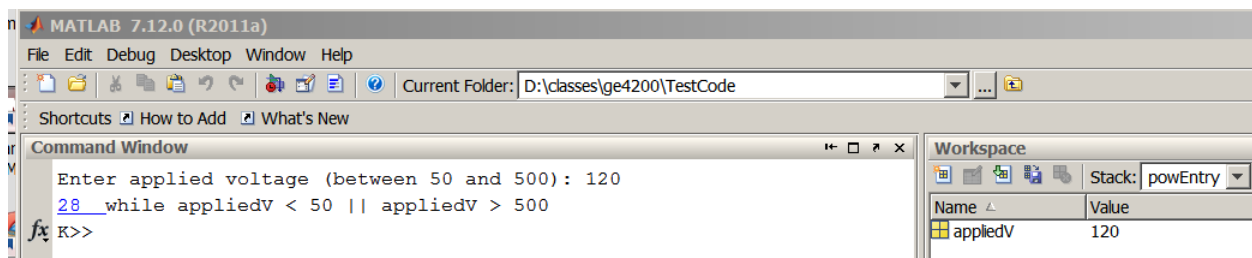 MATLAB 7.12.0 (R2011a)
File Edit Debug Desktop Window Help
Current Folder: D:\classes\ge4200\TestCode ...
Shortcuts How to Add What's New
Command Window
Enter applied voltage (between 50 and 500): 120
28 while appliedV < 50 || appliedV > 500
fx K>>
Workspace
Stack: powEntry
Name Value
appliedV 120